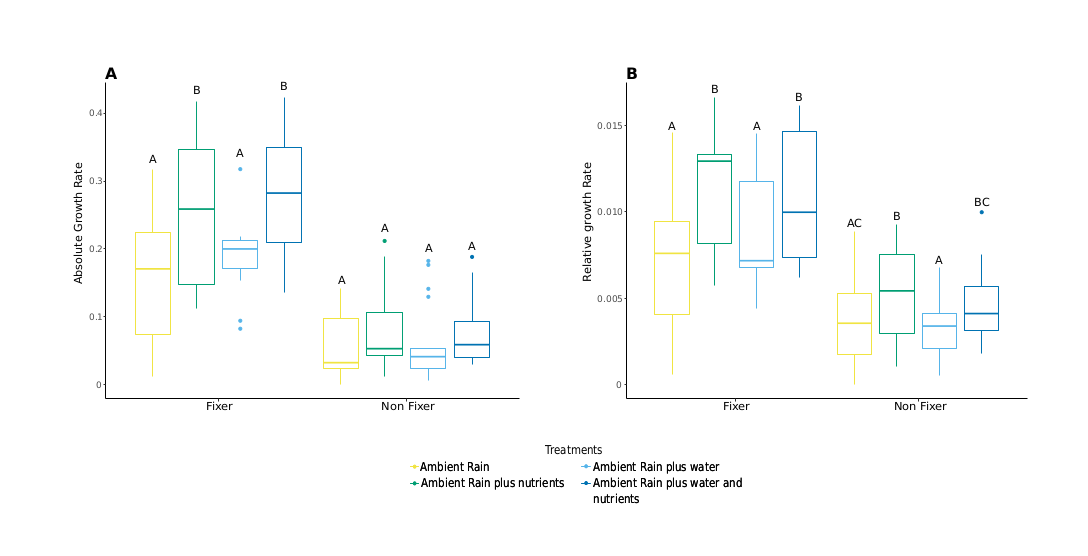 A
B
Absolute Growth Rate
0.4
0.3
0.2
0.1
0
A
B
A
B
A
A
A
A
Fixer
Non Fixer
Relative growth Rate
0.015
0.010
0.005
0
A
B
A
B
AC
B
A
BC
Fixer
Non Fixer
Treatments
Ambient Rain
Ambient Rain plus nutrients
Ambient Rain plus water
Ambient Rain plus water and
nutrients